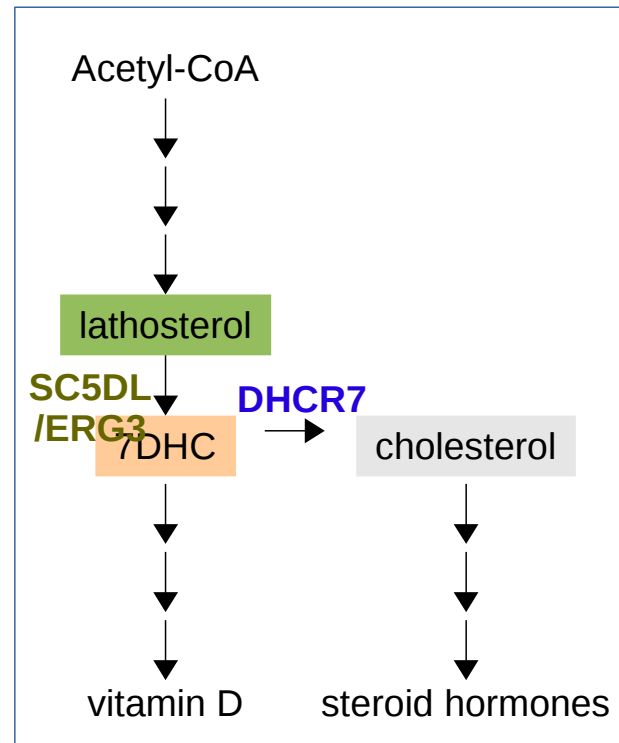 Acetyl-CoA
lathosterol
SC5DL
/ERG3
DHCR7
7DHC
cholesterol
vitamin D
steroid hormones